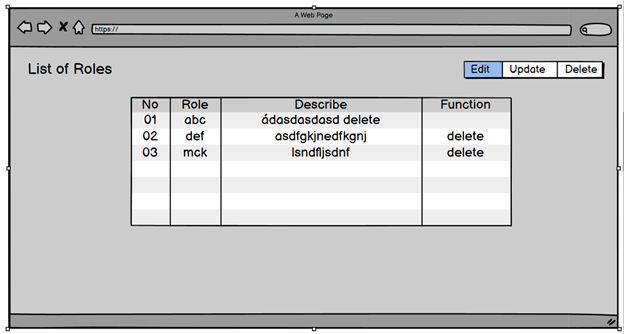 A Web Page
https://
List of Roles
Edit Update Delete
No Role Describe Function
01 abc ádasdasdasd delete
02 def asdfgkjnedfkgnj delete
03 mck lsndfljsdnf delete